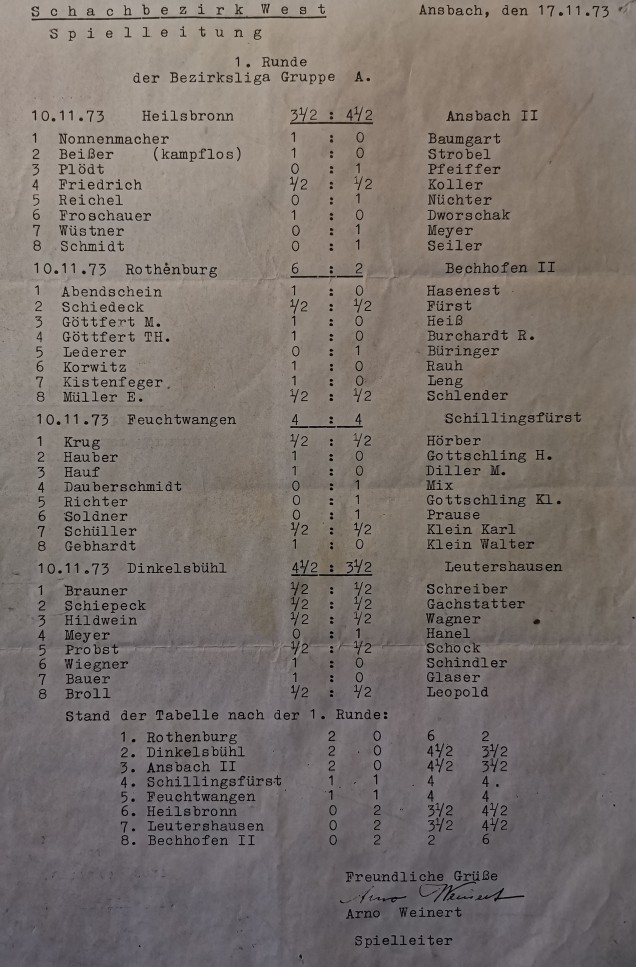 Schachbezirk West Ansbach, den 17.11.73
Spielleitung
1. Runde
der Bezirksliga Gruppe A.
10.11.73 Heilsbronn 3½ : 4½ Ansbach II
1 Nonnenmacher 1 : 0 Baumgart
2 Beißer (kampflos) 1 : 0 Strobel
3 Plödt 0 : 1 Pfeiffer
4 Friedrich ½ : ½ Koller
5 Reichel 0 : 1 Nüchter
6 Froschauer 1 : 0 Dworschak
7 Wüstner 0 : 1 Meyer
8 Schmidt 0 : 1 Seiler
10.11.73 Rothenburg 6 : 2 Bechhofen II
1 Abendschein 1 : 0 Hasenest
2 Schiedeck ½ : ½ Fürst
3 Göttfert M. 1 : 0 Heiß
4 Göttfert TH. 1 : 0 Burchardt R.
5 Lederer 0 : 1 Büringer
6 Korwitz 1 : 0 Rauh
7 Kistenfeger 1 : 0 Leng
8 Müller E. ½ : ½ Schlender
10.11.73 Feuchtwangen 4 : 4 Schillingsfürst
1 Krug ½ : ½ Hörber
2 Hauber 1 : 0 Gottschling H.
3 Hauf 1 : 0 Diller M.
4 Dauberschmidt 0 : 1 Mix
5 Richter 0 : 1 Gottschling Kl.
6 Soldner 0 : 1 Prause
7 Schüller ½ : ½ Klein Karl
8 Gebhardt 1 : 0 Klein Walter
10.11.73 Dinkelsbühl 4½ : 3½ Leutershausen
1 Brauner ½ : ½ Schreiber
2 Schiepeck ½ : ½ Gachstatter
3 Hildwein ½ : ½ Wagner
4 Meyer 0 : 1 Hanel
5 Probst ½ : ½ Schock
6 Wiegner 1 : 0 Schindler
7 Bauer 1 : 0 Glaser
8 Broll ½ : ½ Leopold
Stand der Tabelle nach der 1. Runde:
1. Rothenburg 2 0 6 2
2. Dinkelsbühl 2 0 4½ 3½
3. Ansbach II 2 0 4½ 3½
4. Schillingsfürst 1 1 4 4
5. Feuchtwangen 1 1 4 4
6. Heilsbronn 0 2 3½ 4½
7. Leutershausen 0 2 3½ 4½
8. Bechhofen II 0 2 2 6
Freundliche Grüße
Arno Weinert
Arno Weinert
Spielleiter